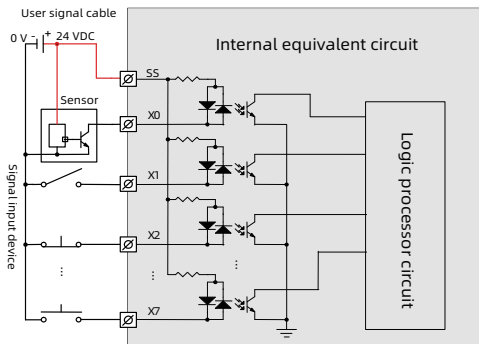 User signal cable
0 V - + 24 VDC
Internal equivalent circuit
SS
Sensor
X0
X1
X2
...
...
...
X7
Signal input device
Logic processor circuit